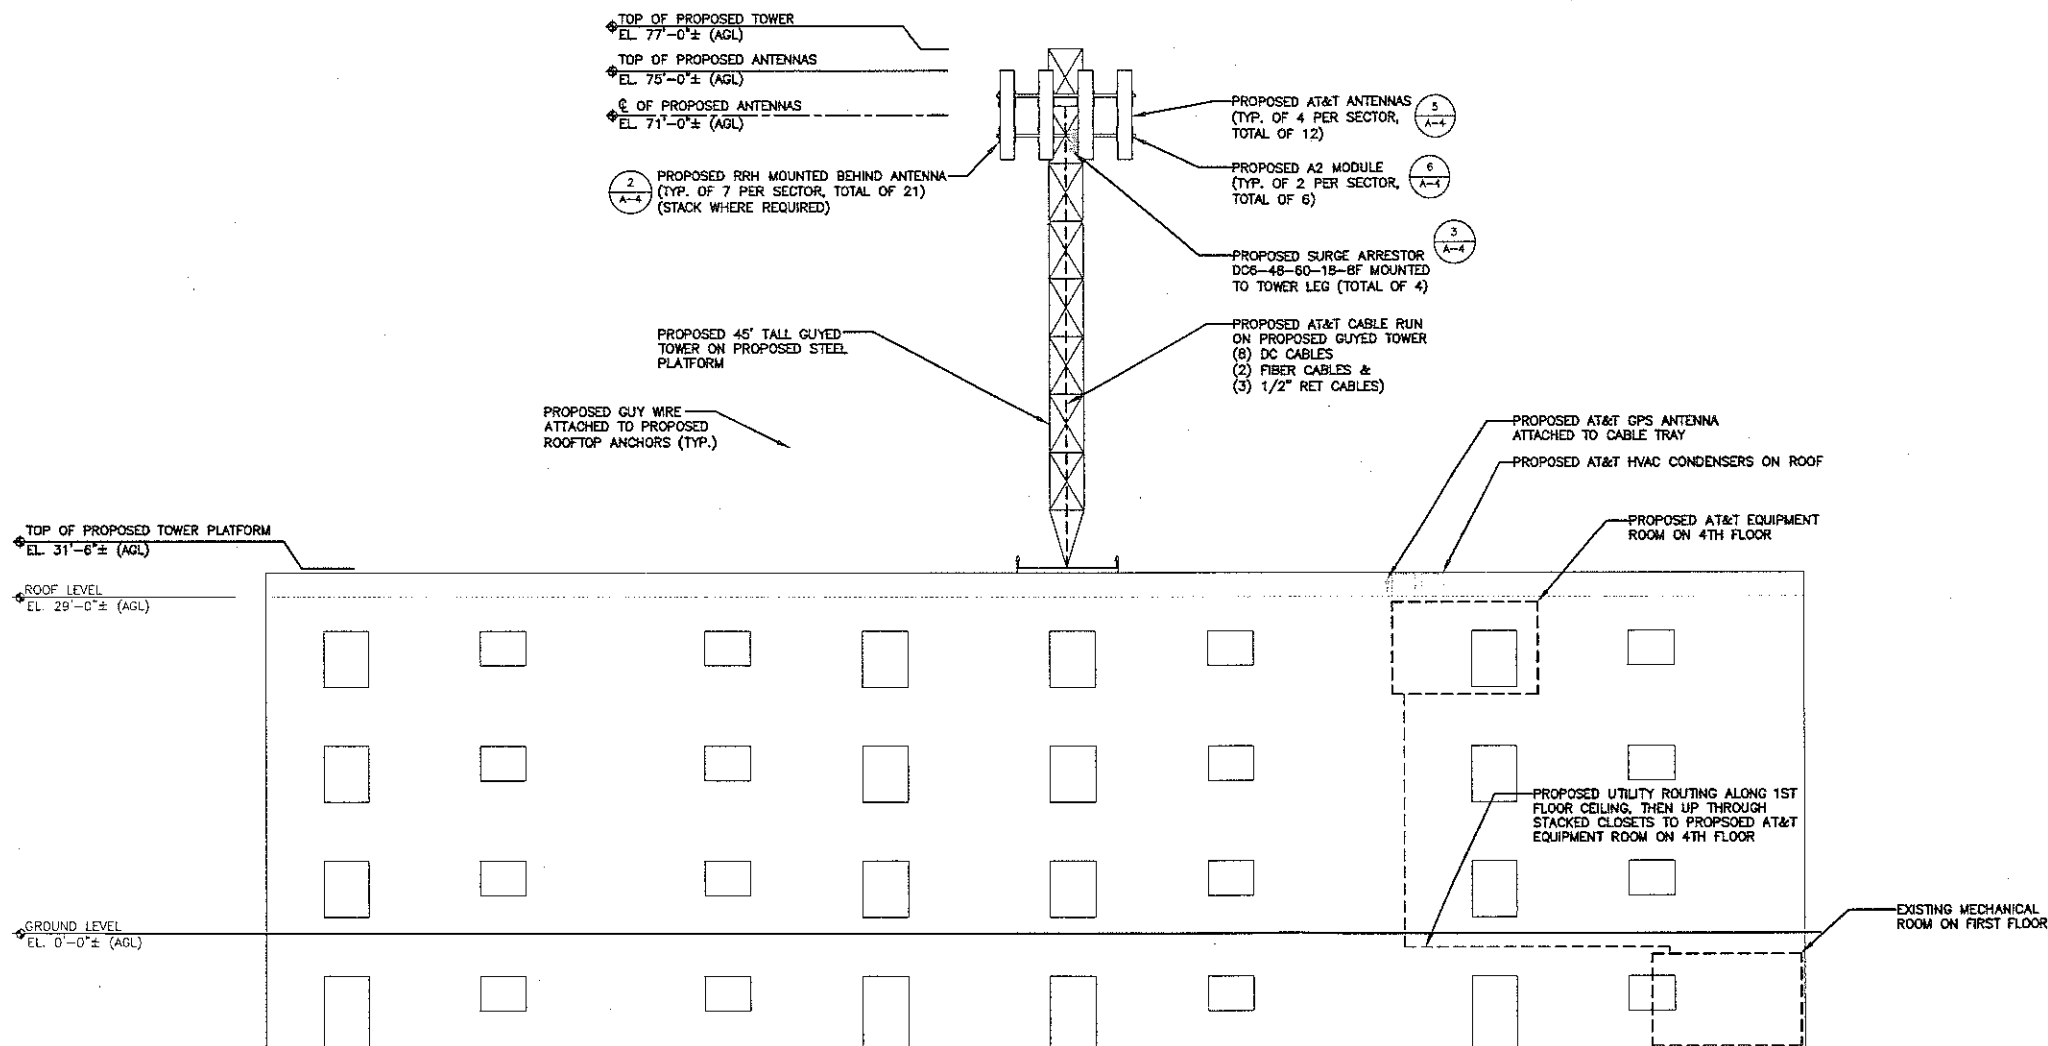 TOP OF PROPOSED TOWER
EL. 77'-0"± (AGL)
TOP OF PROPOSED ANTENNAS
EL. 75'-0"± (AGL)
℄ OF PROPOSED ANTENNAS
EL. 71'-0"± (AGL)
2
A-4
PROPOSED RRH MOUNTED BEHIND ANTENNA
(TYP. OF 7 PER SECTOR, TOTAL OF 21)
(STACK WHERE REQUIRED)
PROPOSED AT&T ANTENNAS
(TYP. OF 4 PER SECTOR,
TOTAL OF 12)
5
A-4
PROPOSED A2 MODULE
(TYP. OF 2 PER SECTOR,
TOTAL OF 6)
6
A-4
3
A-4
PROPOSED SURGE ARRESTOR
DC6-48-60-18-8F MOUNTED
TO TOWER LEG (TOTAL OF 4)
PROPOSED 45' TALL GUYED
TOWER ON PROPOSED STEEL
PLATFORM
PROPOSED AT&T CABLE RUN
ON PROPOSED GUYED TOWER
(8) DC CABLES
(2) FIBER CABLES &
(3) 1/2" RET CABLES)
PROPOSED GUY WIRE
ATTACHED TO PROPOSED
ROOFTOP ANCHORS (TYP.)
PROPOSED AT&T GPS ANTENNA
ATTACHED TO CABLE TRAY
PROPOSED AT&T HVAC CONDENSERS ON ROOF
PROPOSED AT&T EQUIPMENT
ROOM ON 4TH FLOOR
TOP OF PROPOSED TOWER PLATFORM
EL. 31'-6"± (AGL)
ROOF LEVEL
EL. 29'-0"± (AGL)
PROPOSED UTILITY ROUTING ALONG 1ST
FLOOR CEILING, THEN UP THROUGH
STACKED CLOSETS TO PROPSOED AT&T
EQUIPMENT ROOM ON 4TH FLOOR
GROUND LEVEL
EL. 0'-0"± (AGL)
EXISTING MECHANICAL
ROOM ON FIRST FLOOR